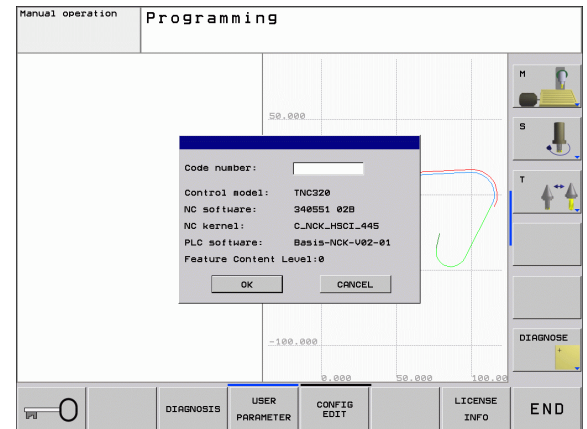 Manual operation
Programming
M
50.000
S
Code number:
Control model: TNC320
NC software: 340551 02B
NC kernel: C_NCK_HSCI_445
PLC software: Basis-NCK-V02-01
Feature Content Level:0
T
OK CANCEL
-100.000
DIAGNOSE
0.000 50.000 100.00
DIAGNOSIS
USER
PARAMETER
CONFIG
EDIT
LICENSE
INFO
END